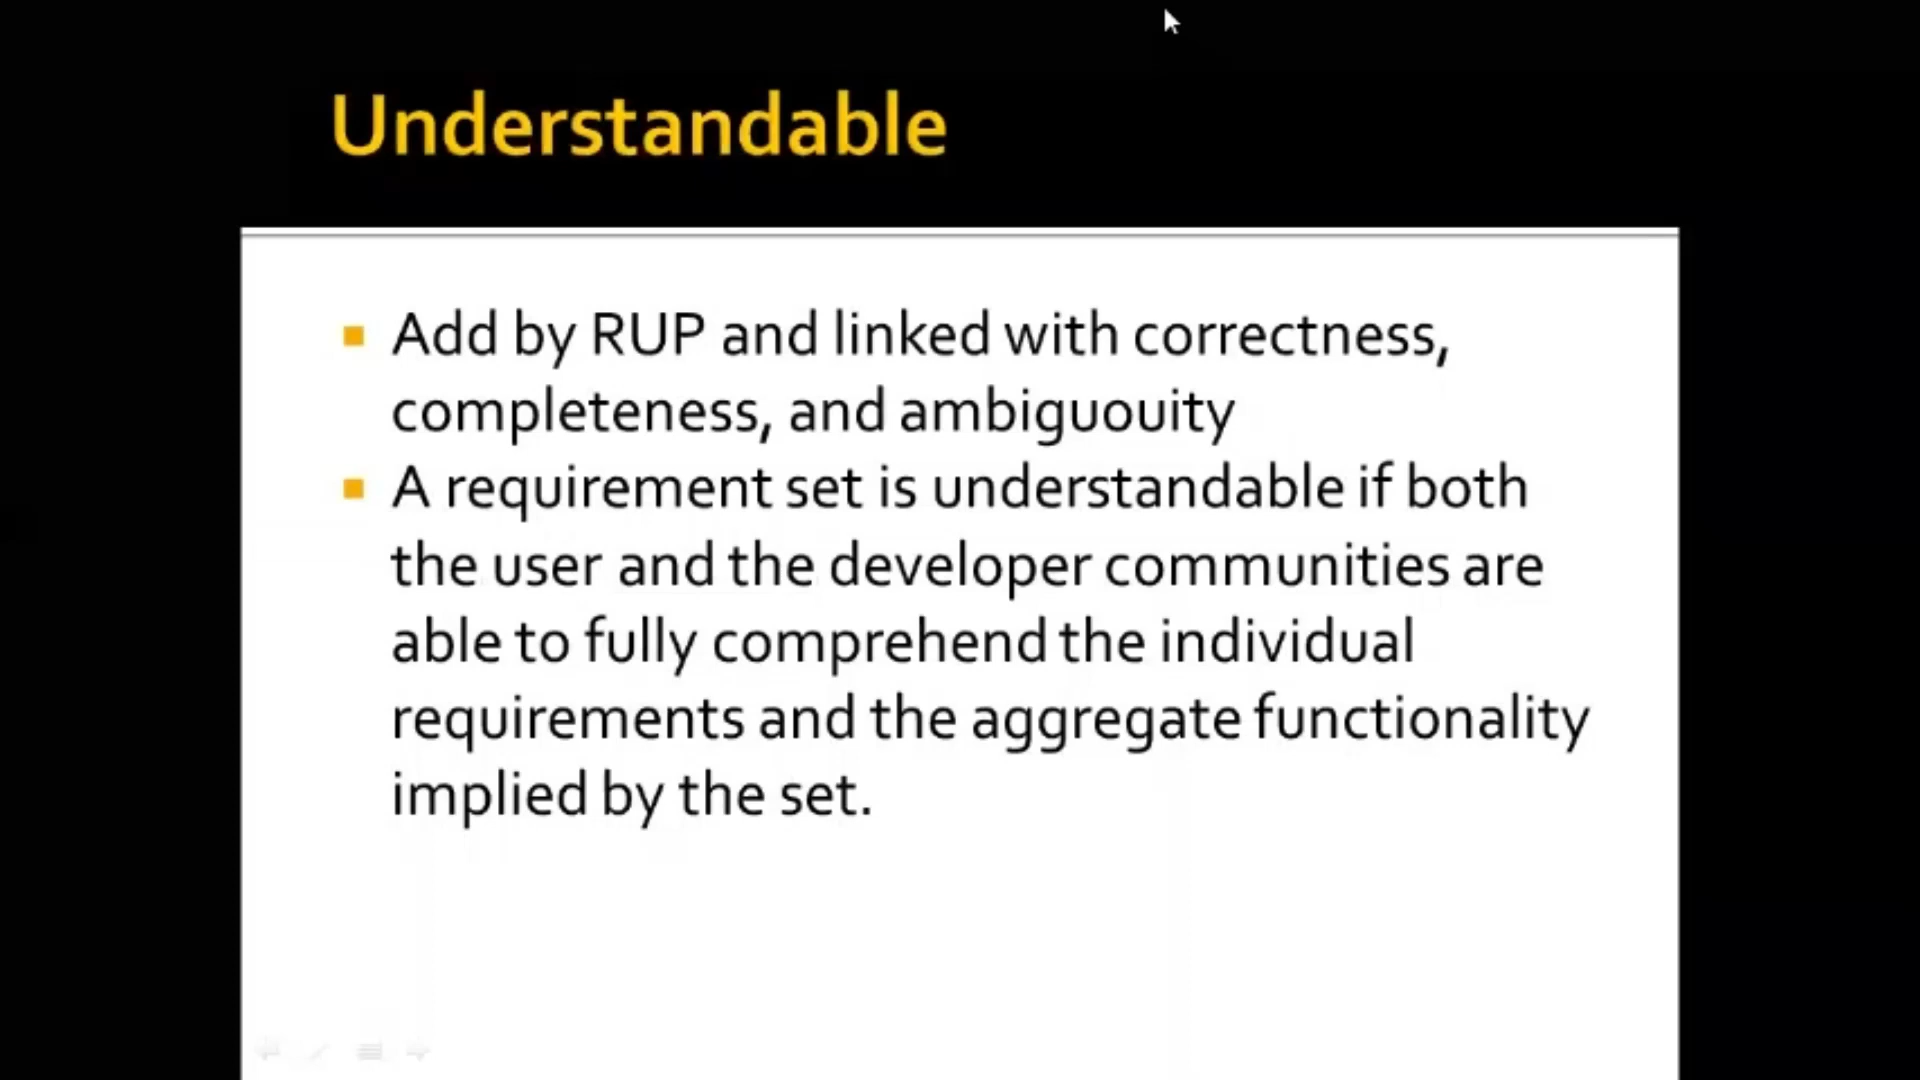 Understandable
Add by RUP and linked with correctness,
completeness, and ambiguouity
A requirement set is understandable if both
the user and the developer communities are
able to fully comprehend the individual
requirements and the aggregate functionality
implied by the set.